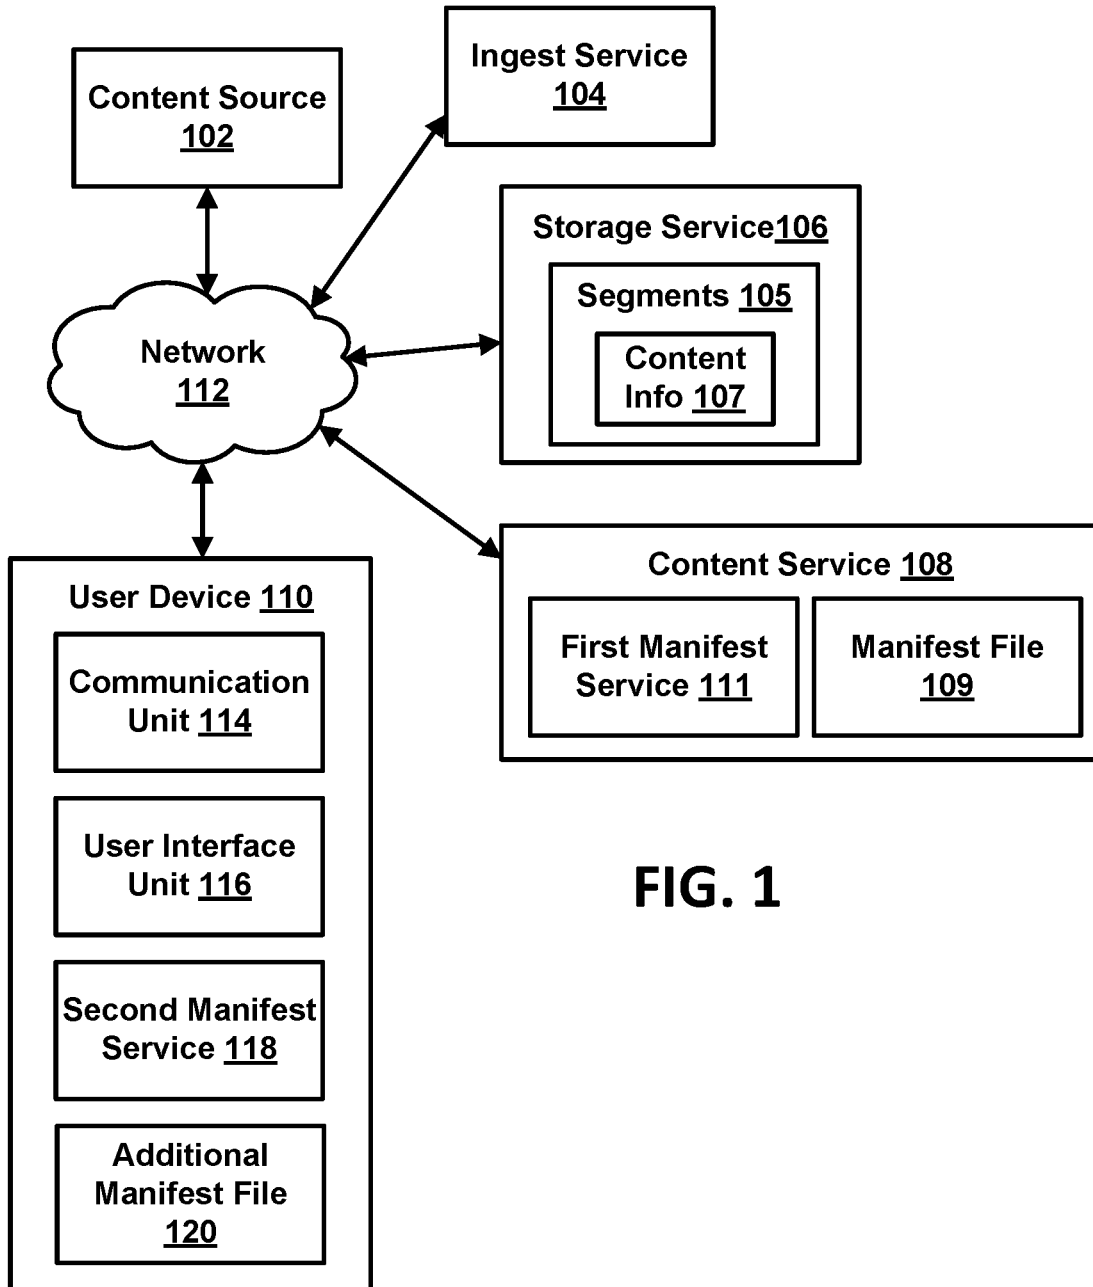 Content Source
102
Ingest Service
104
Storage Service106
Segments 105
Content
Info 107
Network
112
Content Service 108
First Manifest
Service 111
Manifest File
109
User Device 110
Communication
Unit 114
User Interface
Unit 116
Second Manifest
Service 118
Additional
Manifest File
120
FIG. 1